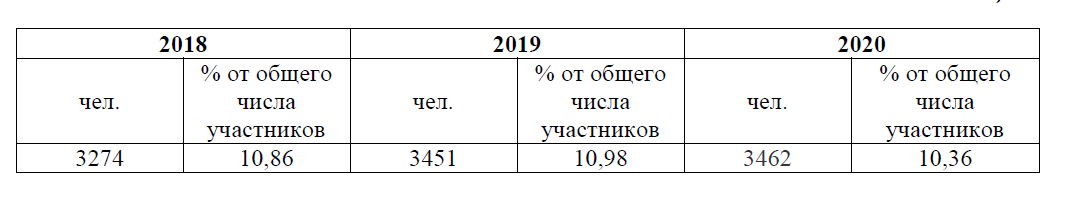 2018 2019 2020
чел. % от общего числа участников чел. % от общего числа участников чел. % от общего числа участников
3274 10,86 3451 10,98 3462 10,36